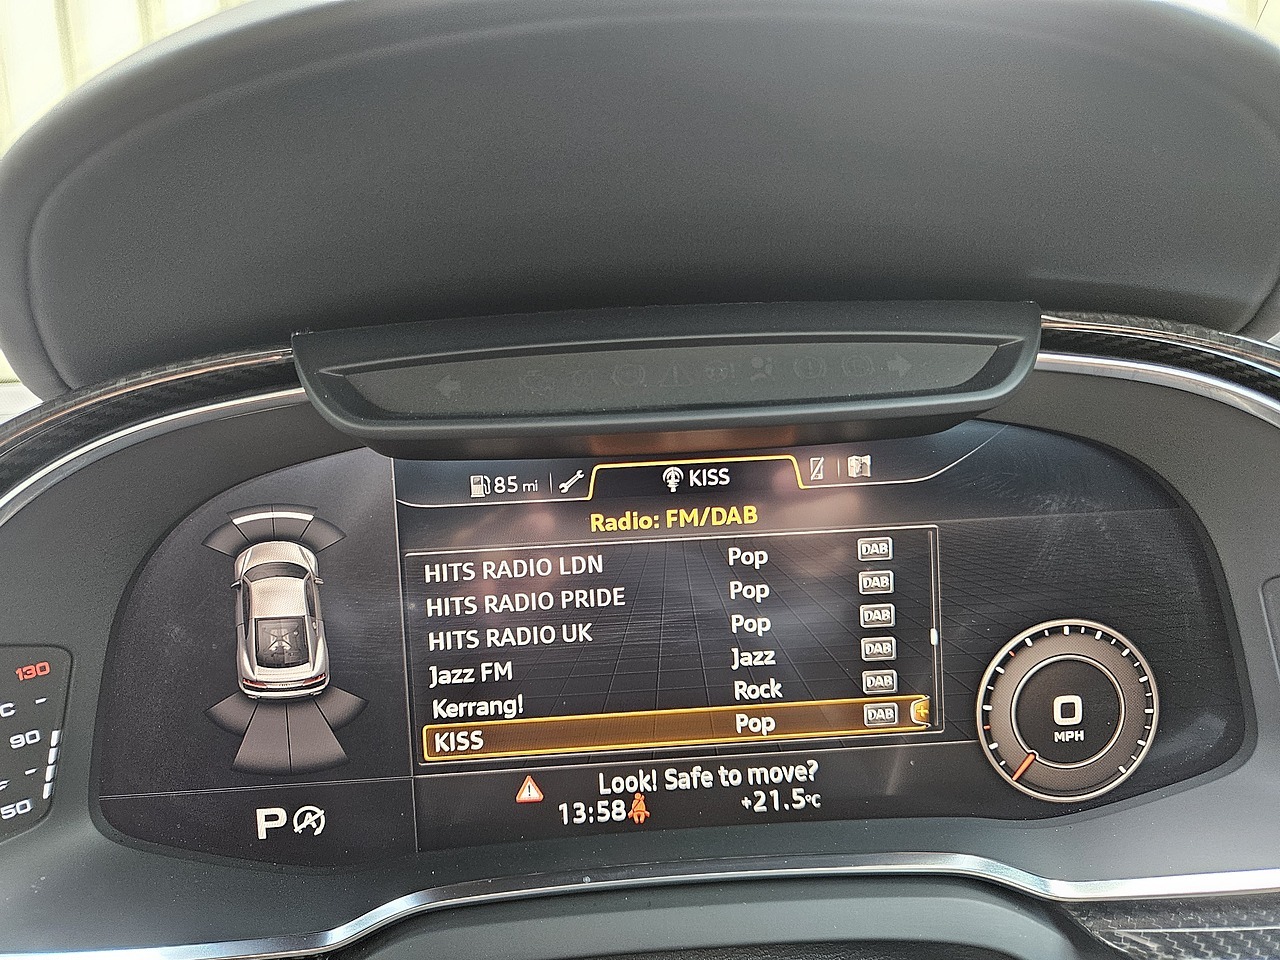 85 mi
KISS
Radio: FM/DAB
HITS RADIO LDN Pop DAB
HITS RADIO PRIDE Pop DAB
HITS RADIO UK Pop DAB
Jazz FM Jazz DAB
Kerrang! Rock DAB
KISS Pop DAB
130
C
90
50
0
MPH
Look! Safe to move?
13:58 +21.5°C
P A